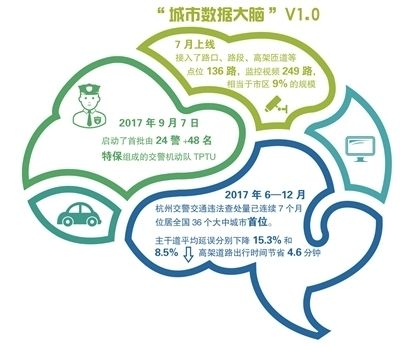 “城市数据大脑”V1.0
7月上线
接入了路口、路段、高架匝道等
点位 136 路，监控视频 249 路，
相当于市区 9% 的规模
2017 年 9 月 7 日
启动了首批由 24 警 +48 名
特保组成的交警机动队 TPTU
2017 年 6—12 月
杭州交警交通违法查处量已连续 7 个月
位居全国 36 个大中城市首位。
主干道平均延误分别下降 15.3% 和
8.5% 高架道路出行时间节省 4.6 分钟